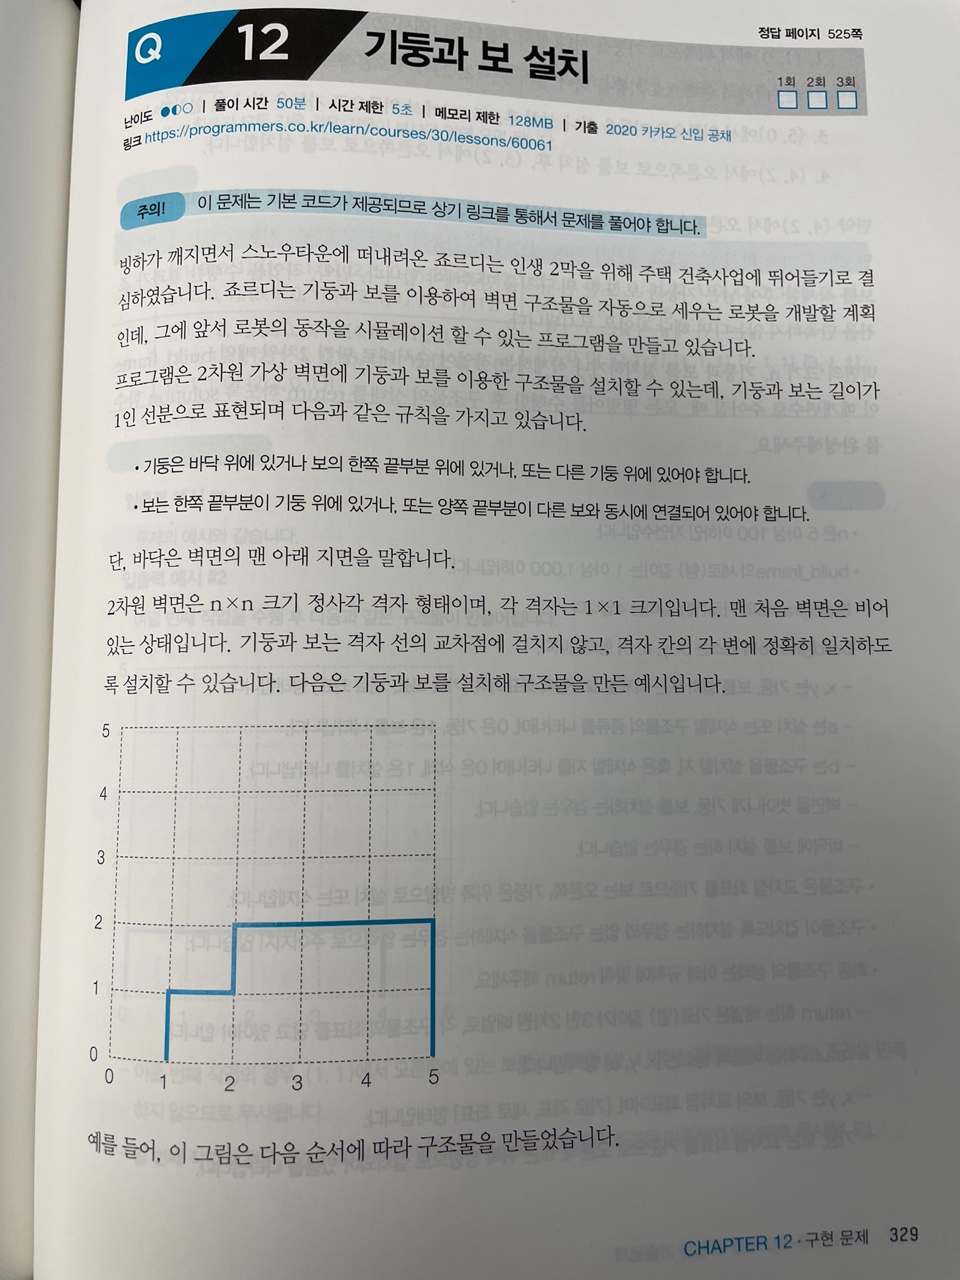 Q 12 기둥과 보 설치
정답 페이지 525쪽
1회 2회 3회
난이도 | 풀이 시간 50분 | 시간 제한 5초 | 메모리 제한 128MB | 기출 2020 카카오 신입 공채
링크 https://programmers.co.kr/learn/courses/30/lessons/60061
주의! 이 문제는 기본 코드가 제공되므로 상기 링크를 통해서 문제를 풀어야 합니다.
빙하가 깨지면서 스노우타운에 떠내려온 죠르디는 인생 2막을 위해 주택 건축사업에 뛰어들기로 결
심하였습니다. 죠르디는 기둥과 보를 이용하여 벽면 구조물을 자동으로 세우는 로봇을 개발할 계획
인데, 그에 앞서 로봇의 동작을 시뮬레이션 할 수 있는 프로그램을 만들고 있습니다.
프로그램은 2차원 가상 벽면에 기둥과 보를 이용한 구조물을 설치할 수 있는데, 기둥과 보는 길이가
1인 선분으로 표현되며 다음과 같은 규칙을 가지고 있습니다.
• 기둥은 바닥 위에 있거나 보의 한쪽 끝부분 위에 있거나, 또는 다른 기둥 위에 있어야 합니다.
• 보는 한쪽 끝부분이 기둥 위에 있거나, 또는 양쪽 끝부분이 다른 보와 동시에 연결되어 있어야 합니다.
단, 바닥은 벽면의 맨 아래 지면을 말합니다.
2차원 벽면은 n×n 크기 정사각 격자 형태이며, 각 격자는 1×1 크기입니다. 맨 처음 벽면은 비어
있는 상태입니다. 기둥과 보는 격자 선의 교차점에 걸치지 않고, 격자 칸의 각 변에 정확히 일치하도
록 설치할 수 있습니다. 다음은 기둥과 보를 설치해 구조물을 만든 예시입니다.
5
4
3
2
1
0
0 1 2 3 4 5
예를 들어, 이 그림은 다음 순서에 따라 구조물을 만들었습니다.
CHAPTER 12 · 구현 문제 329